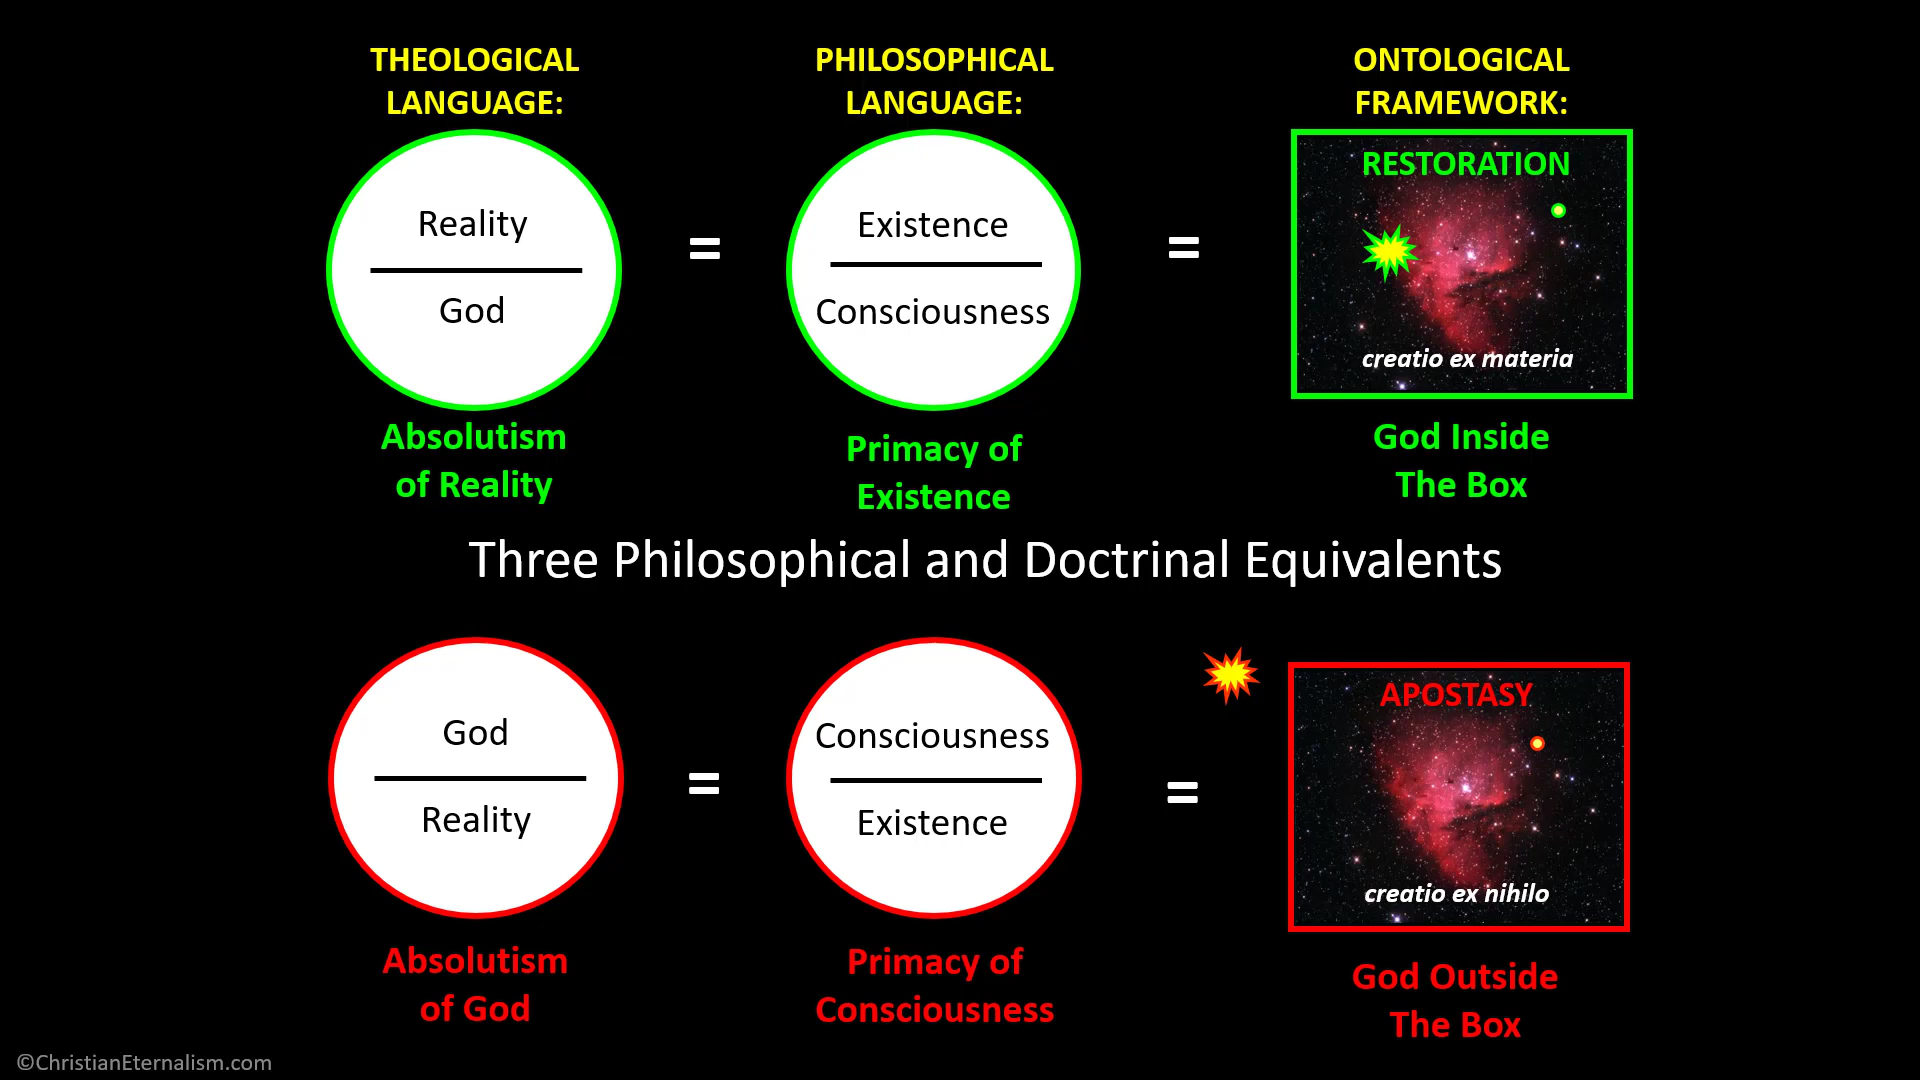 THEOLOGICAL
LANGUAGE:
PHILOSOPHICAL
LANGUAGE:
ONTOLOGICAL
FRAMEWORK:
Reality
God
=
Existence
Consciousness
=
RESTORATION
creatio ex materia
Absolutism
of Reality
Primacy of
Existence
God Inside
The Box
Three Philosophical and Doctrinal Equivalents
God
Reality
=
Consciousness
Existence
=
APOSTASY
creatio ex nihilo
Absolutism
of God
Primacy of
Consciousness
God Outside
The Box
©ChristianEternalism.com